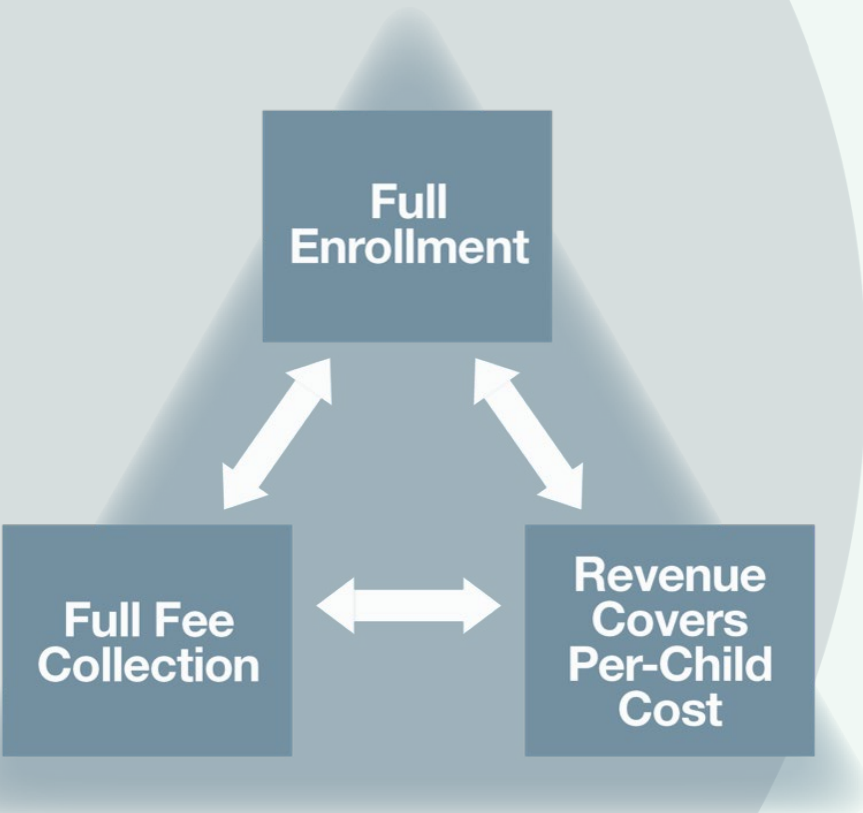 Full
Enrollment
Full Fee
Collection
Revenue
Covers
Per-Child
Cost